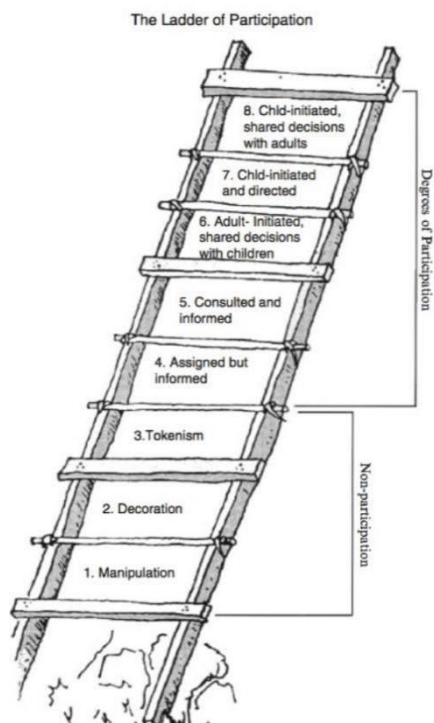 The Ladder of Participation
8. Chld-initiated,
shared decisions
with adults
7. Chld-initiated
and directed
6. Adult- Initiated,
shared decisions
with children
5. Consulted and
informed
4. Assigned but
informed
3.Tokenism
2. Decoration
1. Manipulation
Degrees of Participation
Non-participation